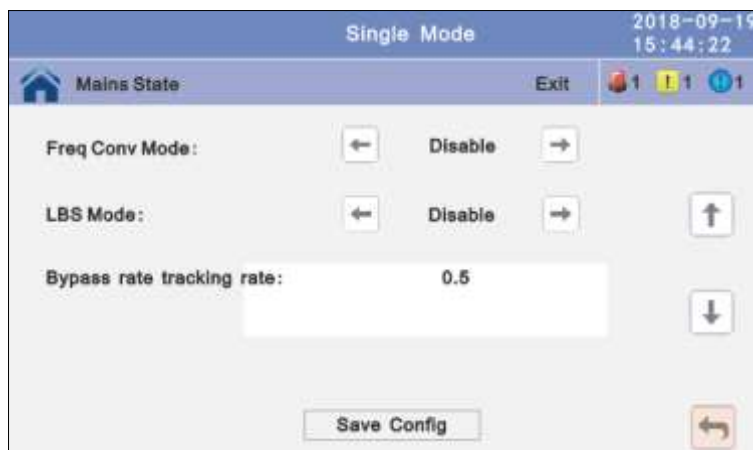 Single Mode
2018-09-19
15:44:22
Mains State
Exit
1
! 1
1
Freq Conv Mode:
Disable
LBS Mode:
Disable
Bypass rate tracking rate:
0.5
Save Config